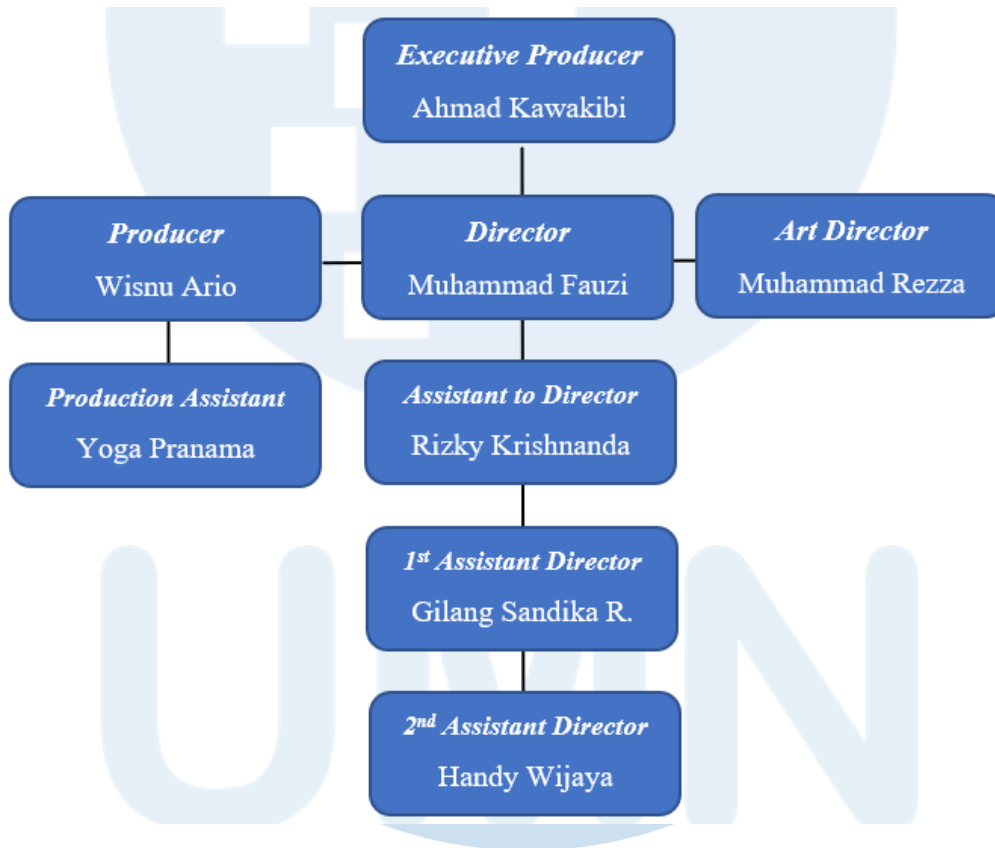 Executive Producer
Ahmad Kawakibi
Producer
Wisnu Ario
Director
Muhammad Fauzi
Art Director
Muhammad Rezza
Production Assistant
Yoga Pranama
Assistant to Director
Rizky Krishnanda
1st Assistant Director
Gilang Sandika R.
2nd Assistant Director
Handy Wijaya
UMN